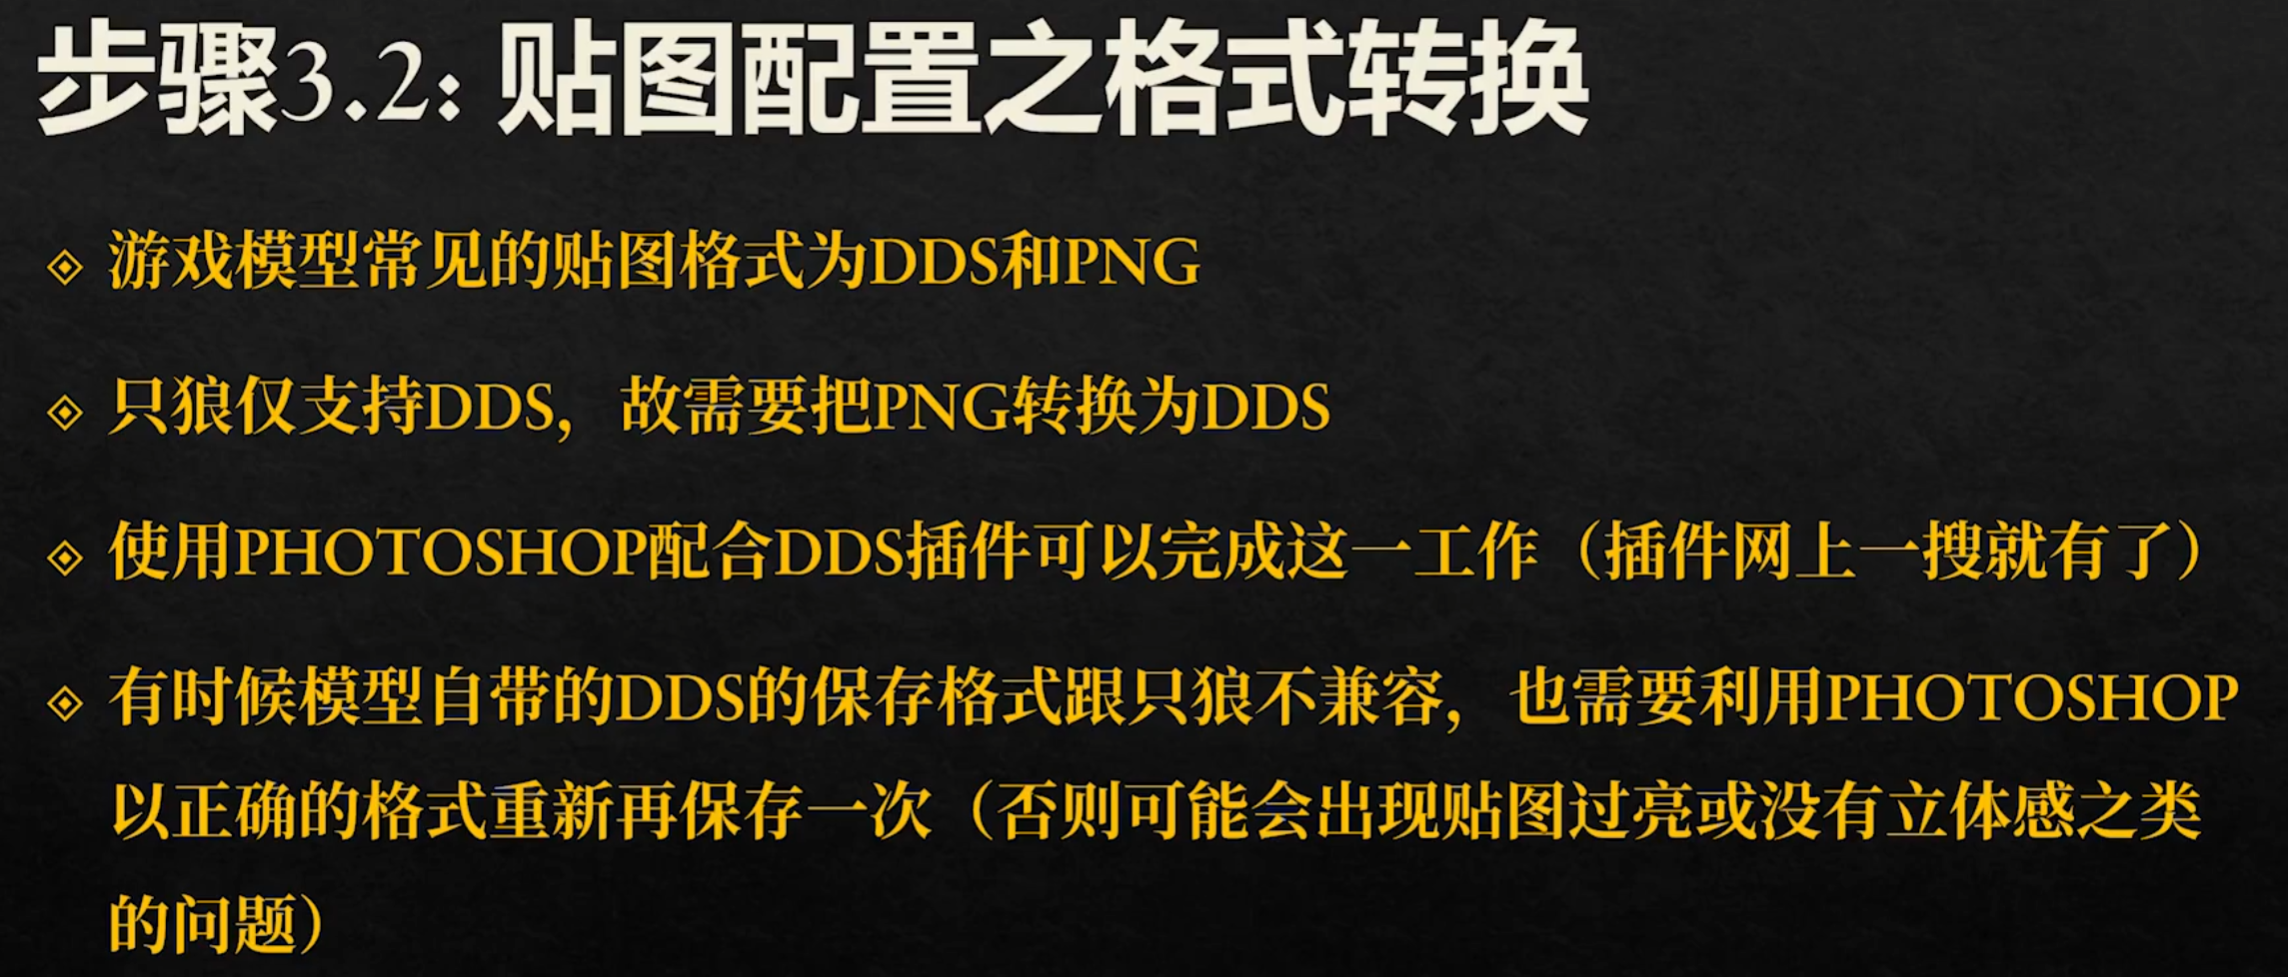 步骤3.2：贴图配置之格式转换
游戏模型常见的贴图格式为DDS和PNG
只狼仅支持DDS，故需要把PNG转换为DDS
使用PHOTOSHOP配合DDS插件可以完成这一工作（插件网上一搜就有了）
有时候模型自带的DDS的保存格式跟只狼不兼容，也需要利用PHOTOSHOP
以正确的格式重新再保存一次（否则可能会出现贴图过亮或没有立体感之类
的问题）